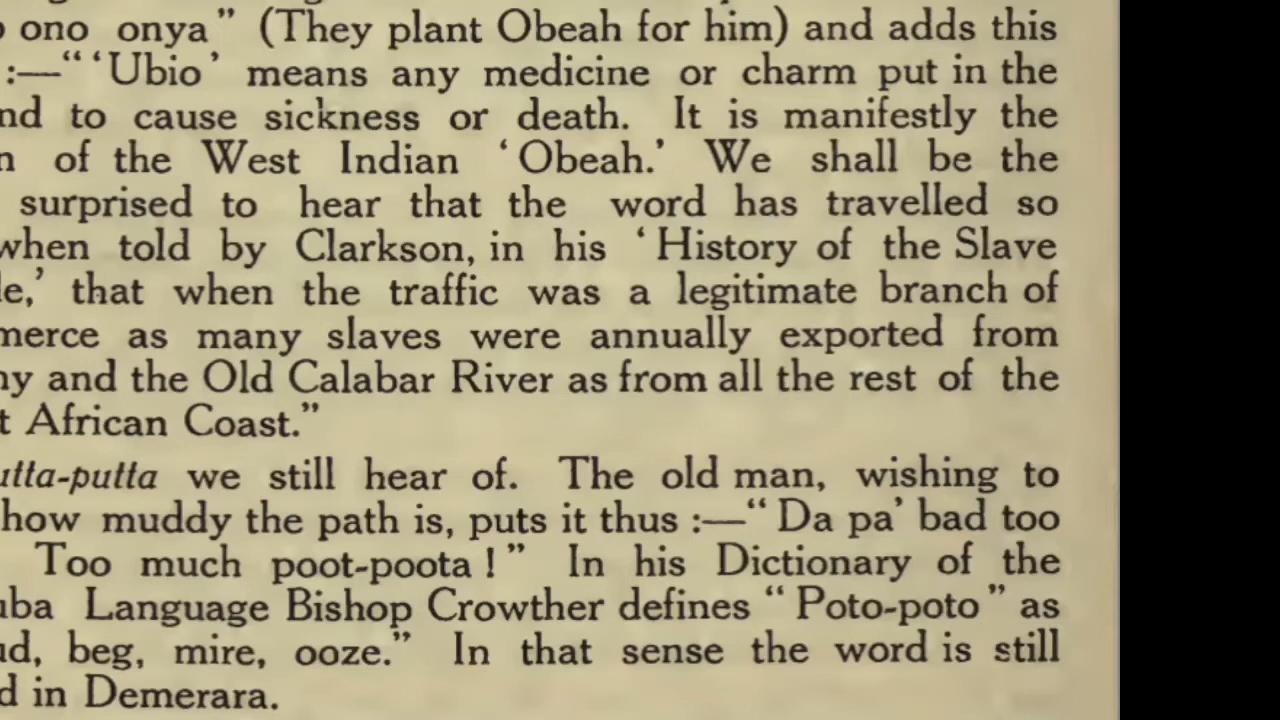 ono onya” (They plant Obeah for him) and adds this
:—“‘Ubio’ means any medicine or charm put in the
to cause sickness or death. It is manifestly the
of the West Indian ‘Obeah.’ We shall be the
surprised to hear that the word has travelled so
when told by Clarkson, in his ‘History of the Slave
that when the traffic was a legitimate branch of
as many slaves were annually exported from
and the Old Calabar River as from all the rest of the
African Coast.”
we still hear of. The old man, wishing to
how muddy the path is, puts it thus :—“Da pa’ bad too
Too much poot-poota!” In his Dictionary of the
Language Bishop Crowther defines “Poto-poto” as
beg, mire, ooze.” In that sense the word is still
in Demerara.